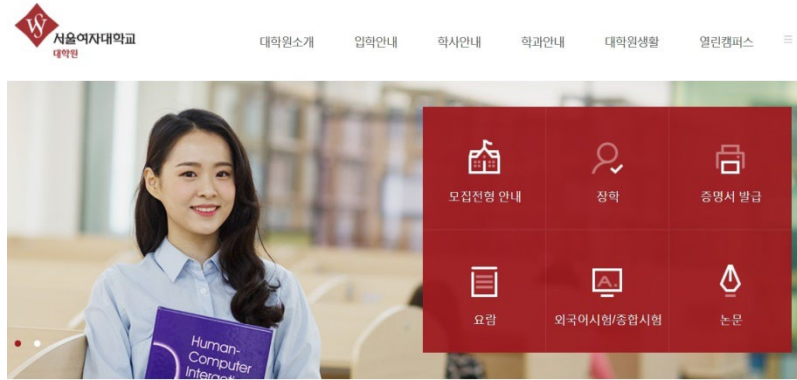 서울여자대학교
대학원
대학원소개 입학안내 학사안내 학과안내 대학원생활 열린캠퍼스
모집전형 안내 장학 증명서 발급
A.
요람 외국어시험/종합시험 논문
Human-
Computer